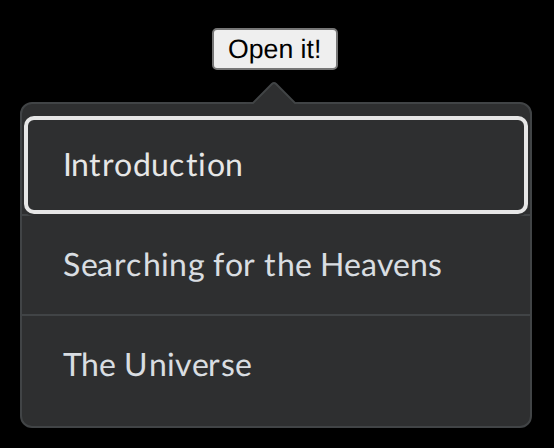 Open it!
Introduction
Searching for the Heavens
The Universe